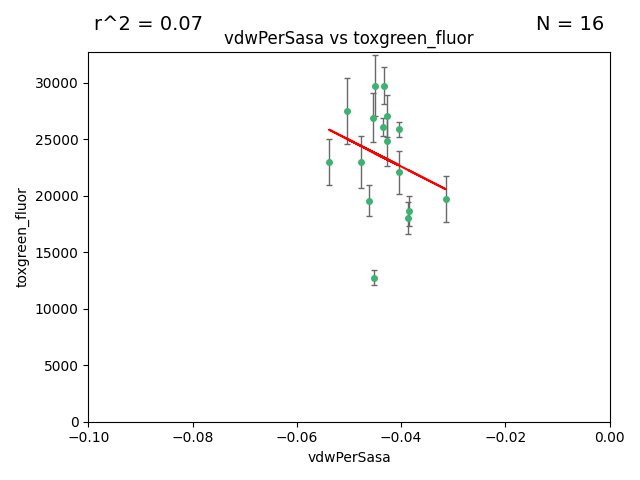 r^2 = 0.07
N = 16
vdwPerSasa vs toxgreen_fluor
30000
25000
20000
15000
10000
5000
0
toxgreen_fluor
−0.10
−0.08
−0.06
−0.04
−0.02
0.00
vdwPerSasa